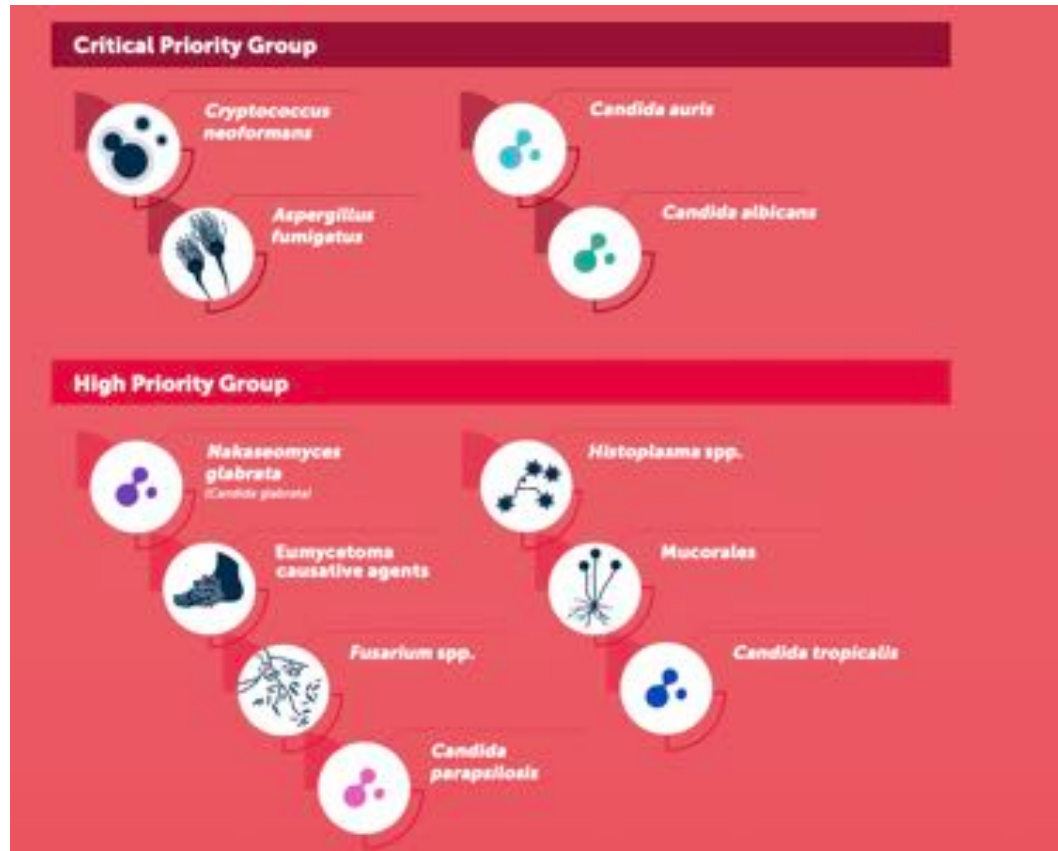 Critical Priority Group
Cryptococcus
neoformans
Candida auris
Aspergillus
fumigatus
Candida albicans
High Priority Group
Nakaseomyces
glabrata
(Candida glabrata)
Histoplasma spp.
Eumycetoma
causative agents
Mucorales
Fusarium spp.
Candida tropicalis
Candida
parapsilosis